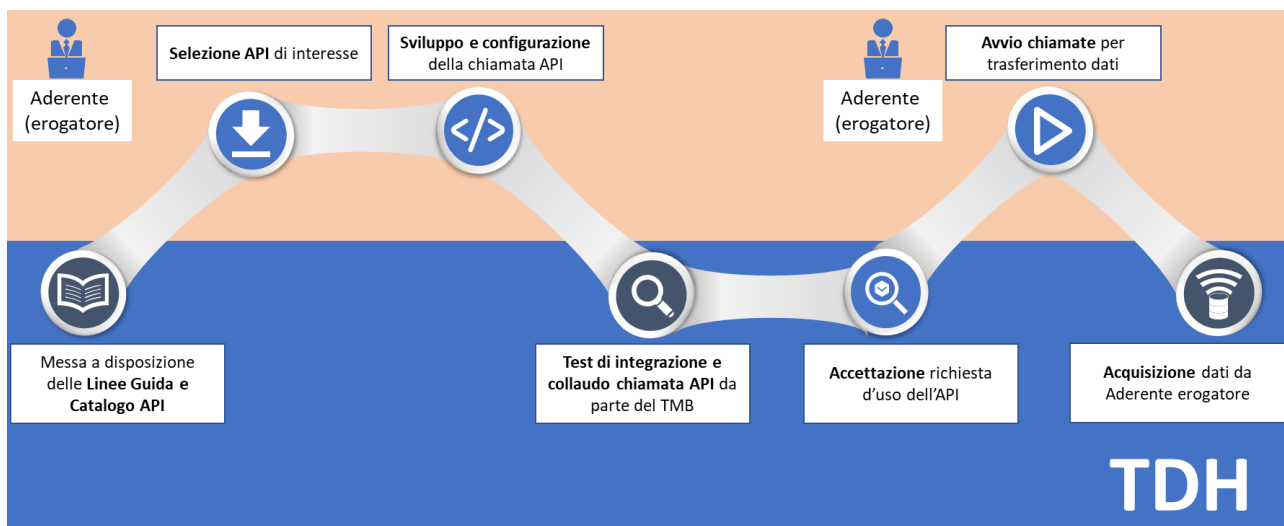 Aderente
(erogatore)
Selezione API di interesse
Sviluppo e configurazione
della chiamata API
Aderente
(erogatore)
Avvio chiamate per
trasferimento dati
</>
Messa a disposizione
delle Linee Guida e
Catalogo API
Test di integrazione e
collaudo chiamata API da
parte del TMB
Accettazione richiesta
d'uso dell'API
Acquisizione dati da
Aderente erogatore
TDH